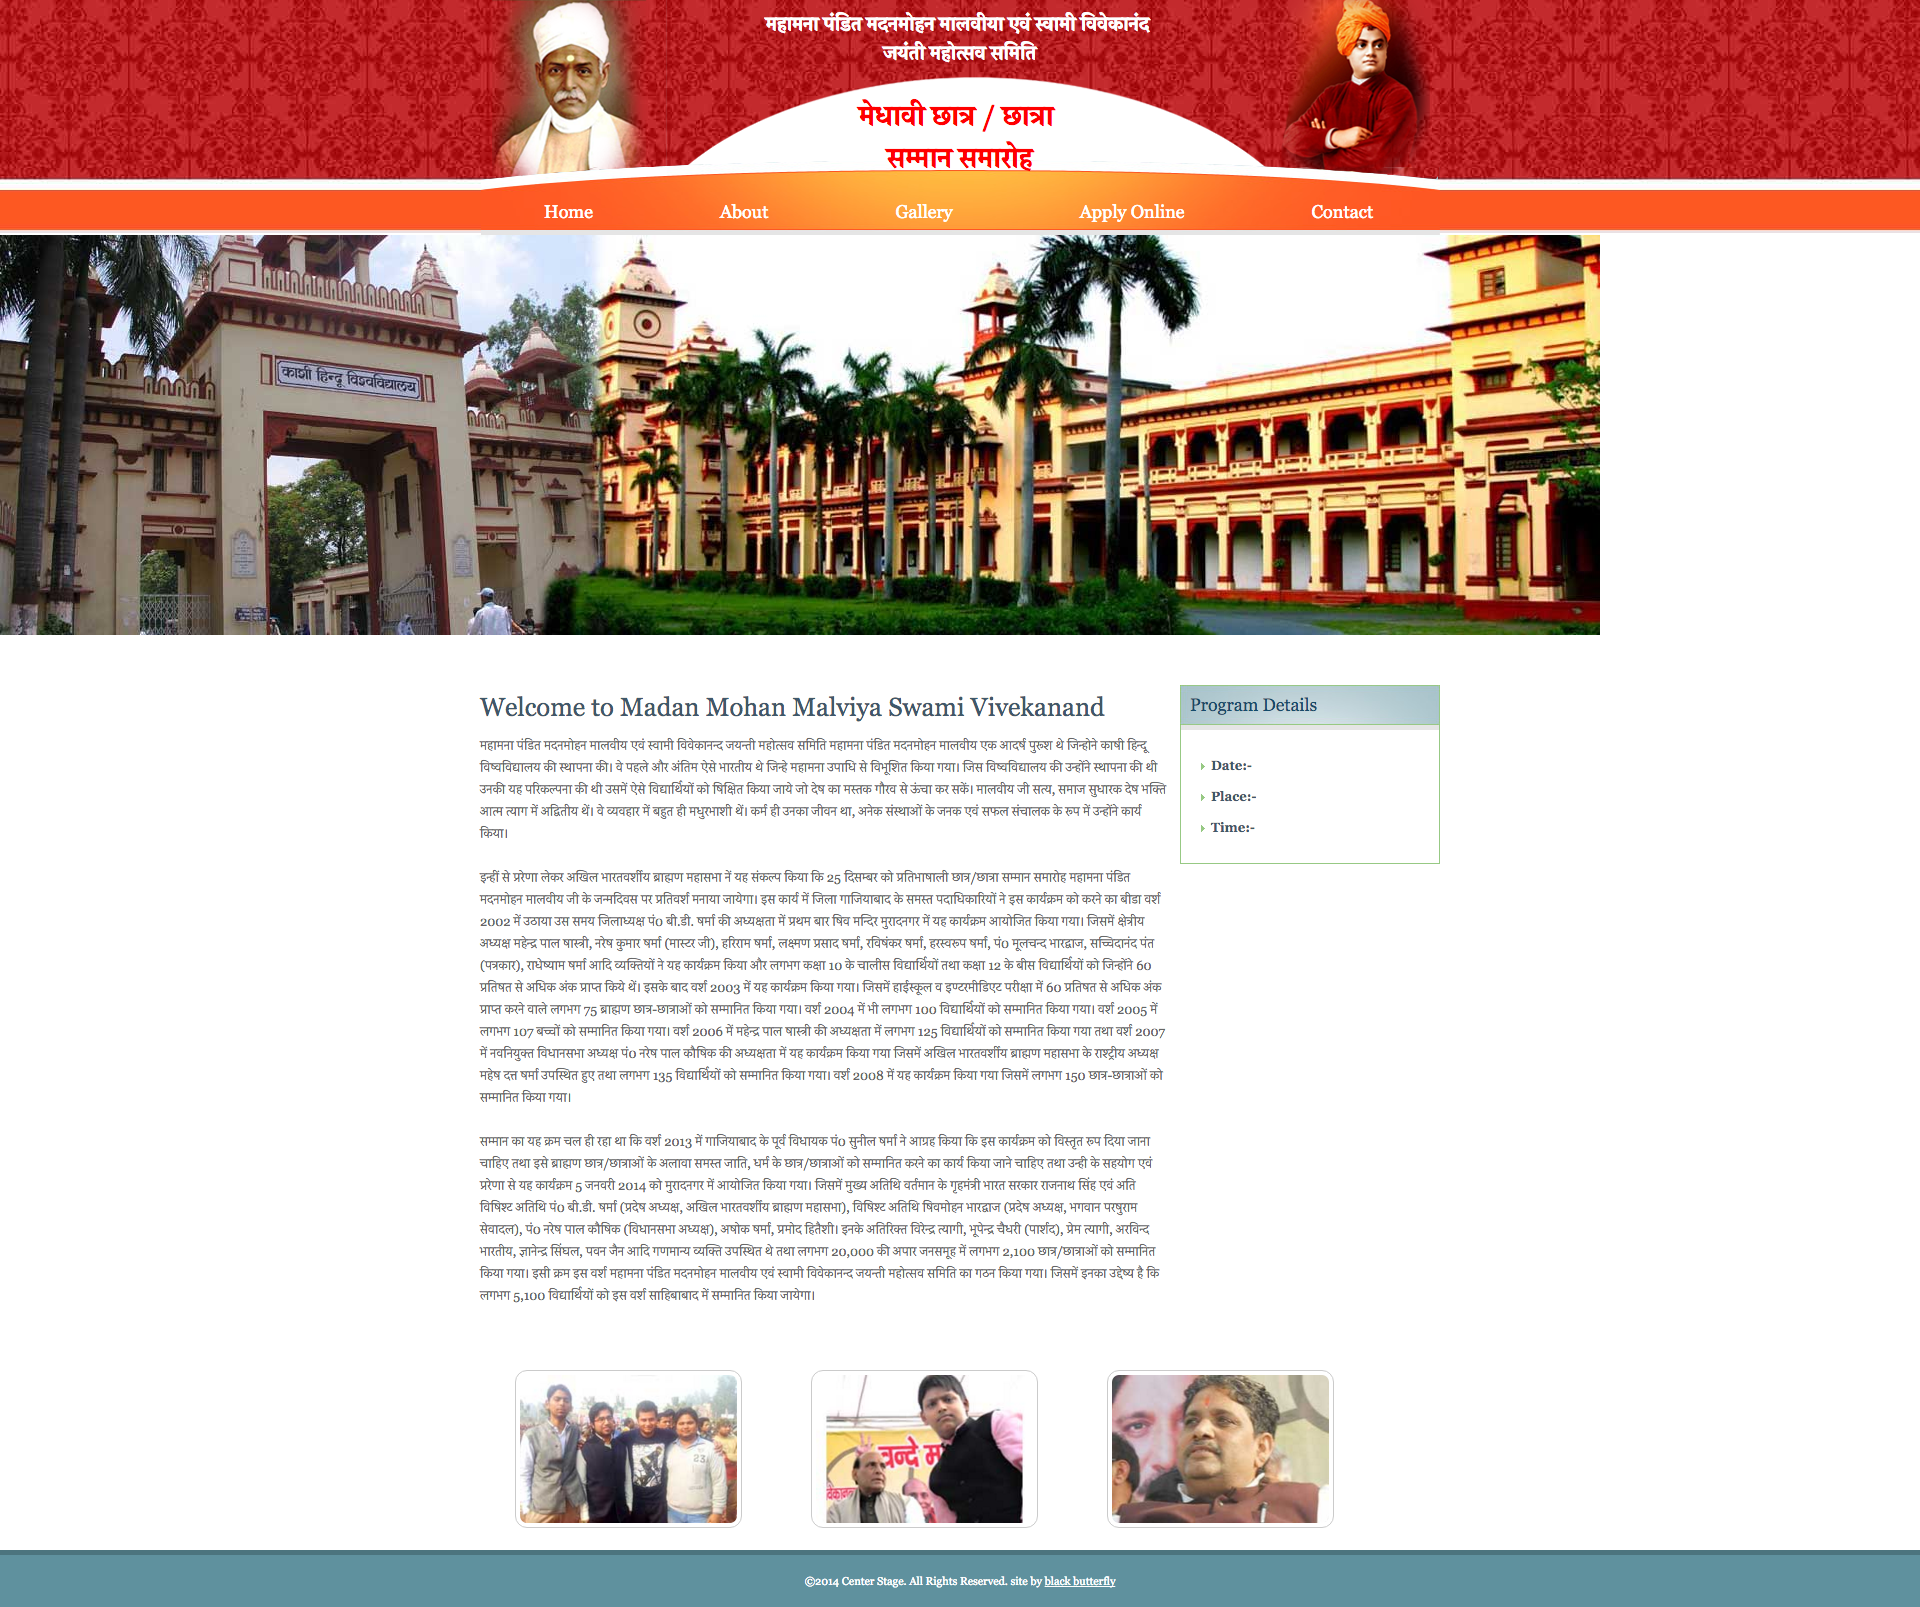 महामना पंडित मदनमोहन मालवीया एवं स्वामी विवेकानंद
जयंती महोत्सव समिति
मेधावी छात्र / छात्रा
सम्मान समारोह
Home About Gallery Apply Online Contact
काशी हिन्दू विश्वविद्यालय
Welcome to Madan Mohan Malviya Swami Vivekanand
महामना पंडित मदनमोहन मालवीय एवं स्वामी विवेकानन्द जयन्ती महोत्सव समिति महामना पंडित मदनमोहन मालवीय एक आदर्ष पुरूश थे जिन्होने काषी हिन्दू
विष्वविद्यालय की स्थापना की। वे पहले और अंतिम ऐसे भारतीय थे जिन्हे महामना उपाधि से विभूशित किया गया। जिस विष्वविद्यालय की उन्होंने स्थापना की थी
उनकी यह परिकल्पना की थी उसमें ऐसे विद्यार्थियों को षिक्षित किया जाये जो देष का मस्तक गौरव से ऊंचा कर सकें। मालवीय जी सत्य, समाज सुधारक देष भक्ति
आत्म त्याग में अद्वितीय थें। वे व्यवहार में बहुत ही मधुरभाशी थें। कर्म ही उनका जीवन था, अनेक संस्थाओं के जनक एवं सफल संचालक के रूप में उन्होंने कार्य
किया।
इन्हीं से प्रेरणा लेकर अखिल भारतवर्शीय ब्राह्मण महासभा नें यह संकल्प किया कि 25 दिसम्बर को प्रतिभाषाली छात्र/छात्रा सम्मान समारोह महामना पंडित
मदनमोहन मालवीय जी के जन्मदिवस पर प्रतिवर्श मनाया जायेगा। इस कार्य में जिला गाजियाबाद के समस्त पदाधिकारियों ने इस कार्यक्रम को करने का बीडा वर्श
2002 में उठाया उस समय जिलाध्यक्ष पं0 बी.डी. षर्मा की अध्यक्षता में प्रथम बार षिव मन्दिर मुरादनगर में यह कार्यक्रम आयोजित किया गया। जिसमें क्षेत्रीय
अध्यक्ष महेन्द्र पाल षास्त्री, नरेष कुमार षर्मा (मास्टर जी), हरिराम षर्मा, लक्ष्मण प्रसाद षर्मा, रविषंकर षर्मा, हरस्वरूप षर्मा, पं0 मूलचन्द भारद्वाज, सच्चिदानंद पंत
(पत्रकार), राधेष्याम षर्मा आदि व्यक्तियों ने यह कार्यक्रम किया और लगभग कक्षा 10 के चालीस विद्यार्थियों तथा कक्षा 12 के बीस विद्यार्थियों को जिन्होंने 60
प्रतिषत से अधिक अंक प्राप्त किये थें। इसके बाद वर्श 2003 में यह कार्यक्रम किया गया। जिसमें हाईस्कूल व इण्टरमीडिएट परीक्षा में 60 प्रतिषत से अधिक अंक
प्राप्त करने वाले लगभग 75 ब्राह्मण छात्र-छात्राओं को सम्मानित किया गया। वर्श 2004 में भी लगभग 100 विद्यार्थियों को सम्मानित किया गया। वर्श 2005 में
लगभग 107 बच्चों को सम्मानित किया गया। वर्श 2006 में महेन्द्र पाल षास्त्री की अध्यक्षता में लगभग 125 विद्यार्थियों को सम्मानित किया गया तथा वर्श 2007
में नवनियुक्त विधानसभा अध्यक्ष पं0 नरेष पाल कौषिक की अध्यक्षता में यह कार्यक्रम किया गया जिसमें अखिल भारतवर्शीय ब्राह्मण महासभा के राश्ट्रीय अध्यक्ष
महेष दत्त षर्मा उपस्थित हुए तथा लगभग 135 विद्यार्थियों को सम्मानित किया गया। वर्श 2008 में यह कार्यक्रम किया गया जिसमें लगभग 150 छात्र-छात्राओं को
सम्मानित किया गया।
सम्मान का यह क्रम चल ही रहा था कि वर्श 2013 में गाजियाबाद के पूर्व विधायक पं0 सुनील षर्मा ने आग्रह किया कि इस कार्यक्रम को विस्तृत रूप दिया जाना
चाहिए तथा इसे ब्राह्मण छात्र/छात्राओं के अलावा समस्त जाति, धर्म के छात्र/छात्राओं को सम्मानित करने का कार्य किया जाने चाहिए तथा उन्ही के सहयोग एवं
प्रेरणा से यह कार्यक्रम 5 जनवरी 2014 को मुरादनगर में आयोजित किया गया। जिसमें मुख्य अतिथि वर्तमान के गृहमंत्री भारत सरकार राजनाथ सिंह एवं अति
विषिश्ट अतिथि पं0 बी.डी. षर्मा (प्रदेष अध्यक्ष, अखिल भारतवर्शीय ब्राह्मण महासभा), विषिश्ट अतिथि षिवमोहन भारद्वाज (प्रदेष अध्यक्ष, भगवान परषुराम
सेवादल), पं0 नरेष पाल कौषिक (विधानसभा अध्यक्ष), अषोक षर्मा, प्रमोद हितैशी। इनके अतिरिक्त विरेन्द्र त्यागी, भूपेन्द्र चैधरी (पार्शद), प्रेम त्यागी, अरविन्द
भारतीय, ज्ञानेन्द्र सिंघल, पवन जैन आदि गणमान्य व्यक्ति उपस्थित थे तथा लगभग 20,000 की अपार जनसमूह में लगभग 2,100 छात्र/छात्राओं को सम्मानित
किया गया। इसी क्रम इस वर्श महामना पंडित मदनमोहन मालवीय एवं स्वामी विवेकानन्द जयन्ती महोत्सव समिति का गठन किया गया। जिसमें इनका उद्देष्य है कि
लगभग 5,100 विद्यार्थियों को इस वर्श साहिबाबाद में सम्मानित किया जायेगा।
Program Details
Date:-
Place:-
Time:-
23
©2014 Center Stage. All Rights Reserved. site by black butterfly